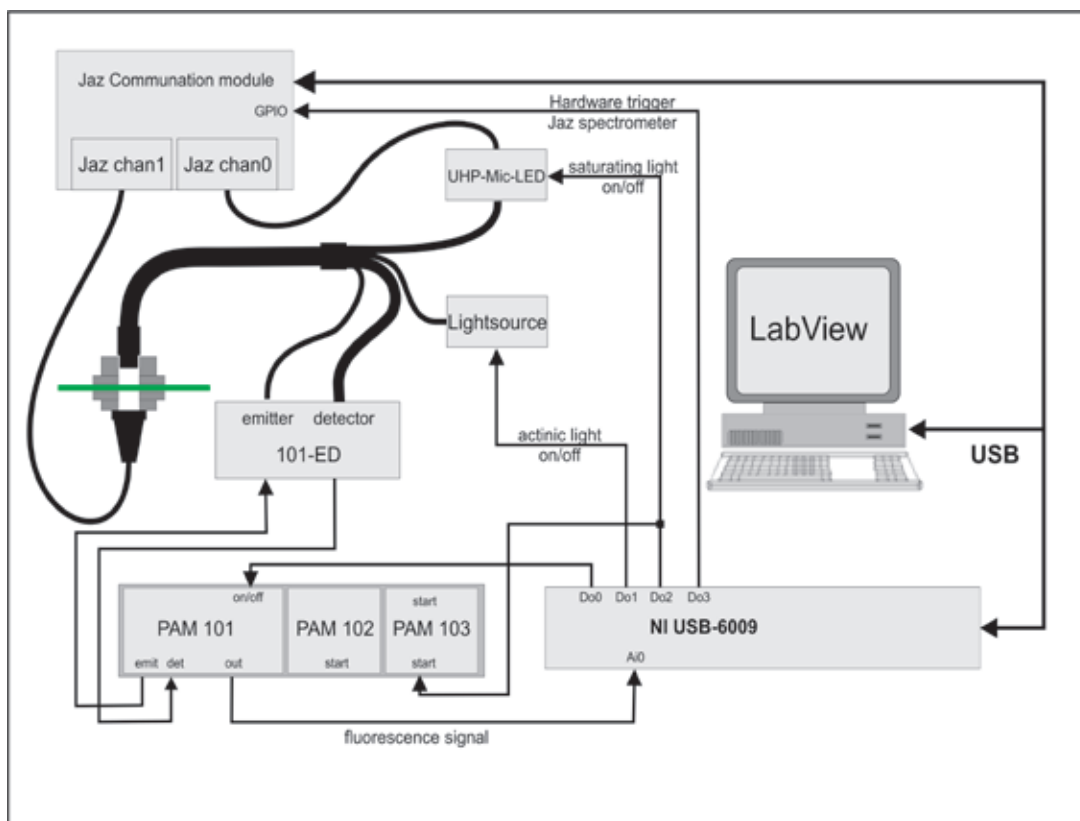 Jaz Communation module
GPIO
Jaz chan1
Jaz chan0
Hardware trigger
Jaz spectrometer
UHP-Mic-LED
saturating light
on/off
Lightsource
LabView
emitter
detector
101-ED
actinic light
on/off
USB
on/off
PAM 101
emit
det
out
PAM 102
start
start
PAM 103
start
Do0
Do1
Do2
Do3
NI USB-6009
Ai0
fluorescence signal